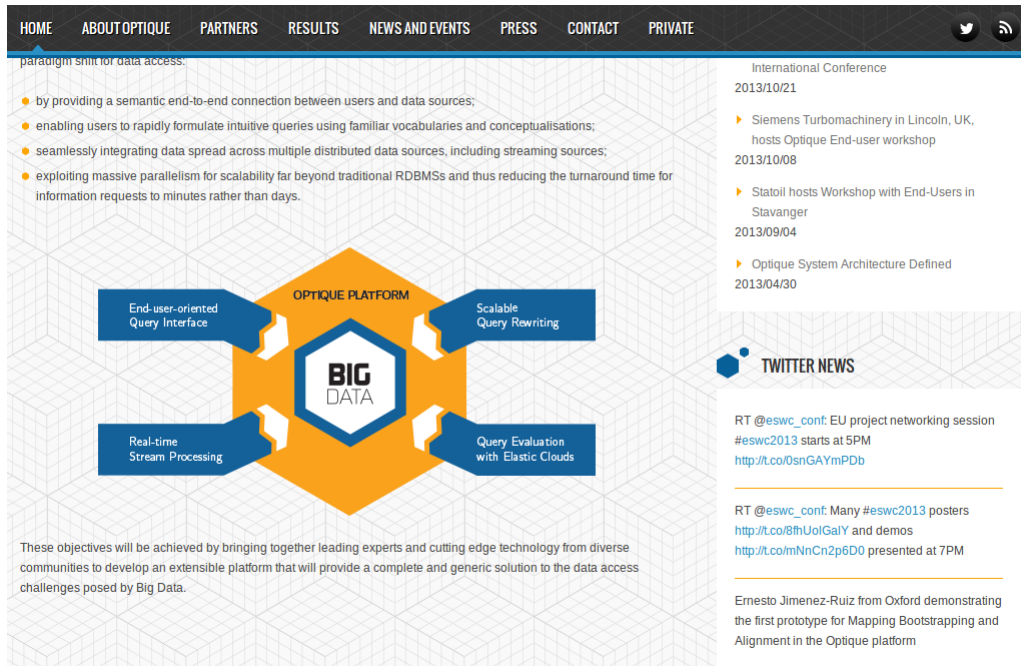 HOME ABOUT OPTIQUE PARTNERS RESULTS NEWS AND EVENTS PRESS CONTACT PRIVATE
paradigm shift for data access:
by providing a semantic end-to-end connection between users and data sources;
enabling users to rapidly formulate intuitive queries using familiar vocabularies and conceptualisations;
seamlessly integrating data spread across multiple distributed data sources, including streaming sources;
exploiting massive parallelism for scalability far beyond traditional RDBMSs and thus reducing the turnaround time for
information requests to minutes rather than days.
OPTIQUE PLATFORM
End-user-oriented
Query Interface
Scalable
Query Rewriting
BIG
DATA
Real-time
Stream Processing
Query Evaluation
with Elastic Clouds
These objectives will be achieved by bringing together leading experts and cutting edge technology from diverse
communities to develop an extensible platform that will provide a complete and generic solution to the data access
challenges posed by Big Data.
International Conference
2013/10/21
Siemens Turbomachinery in Lincoln, UK,
hosts Optique End-user workshop
2013/10/08
Statoil hosts Workshop with End-Users in
Stavanger
2013/09/04
Optique System Architecture Defined
2013/04/30
TWITTER NEWS
RT @eswc_conf: EU project networking session
#eswc2013 starts at 5PM
http://t.co/0snGAYmPDb
RT @eswc_conf: Many #eswc2013 posters
http://t.co/8fhUolGalY and demos
http://t.co/mNnCn2p6D0 presented at 7PM
Ernesto Jimenez-Ruiz from Oxford demonstrating
the first prototype for Mapping Bootstrapping and
Alignment in the Optique platform